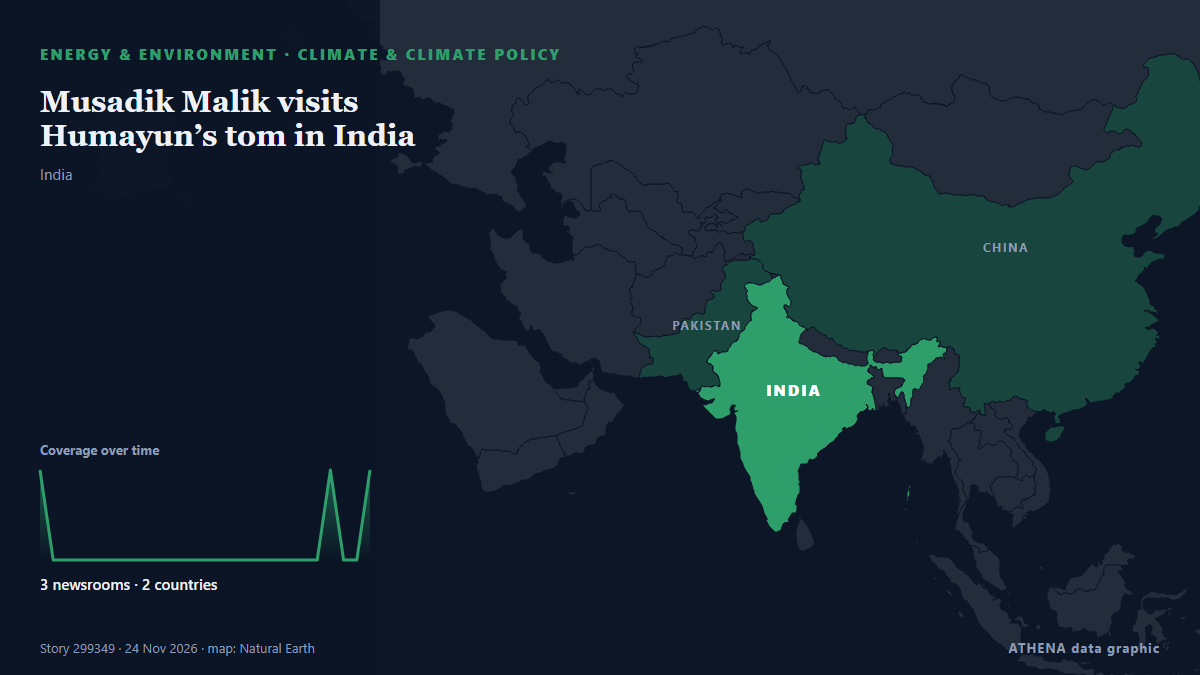 ENERGY & ENVIRONMENT · CLIMATE & CLIMATE POLICY
Musadik Malik visits
Humayun’s tom in India
India
CHINA
PAKISTAN
INDIA
Coverage over time
3 newsrooms · 2 countries
Story 299349 · 24 Nov 2026 · map: Natural Earth
ATHENA data graphic